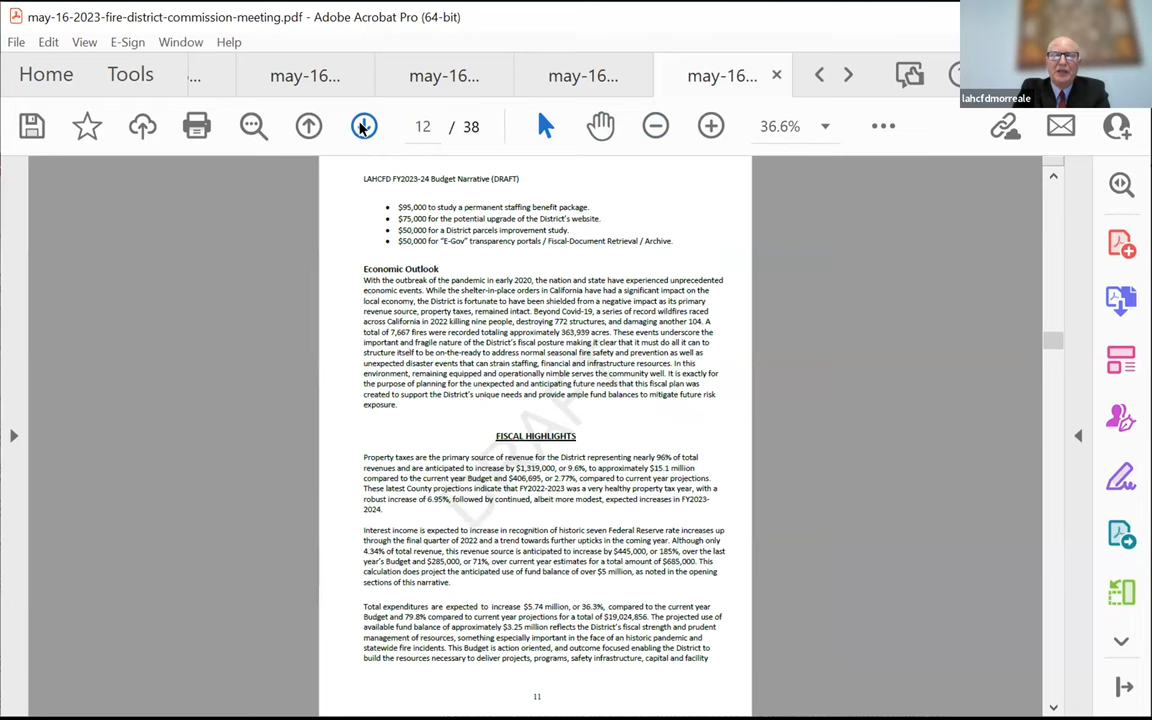 may-16-2023-fire-district-commission-meeting.pdf - Adobe Acrobat Pro (64-bit)
File Edit View E-Sign Window Help
Home Tools ... may-16... may-16... may-16... may-16... ×
lahcfdmorreale
12 / 38 36.6%
LAHCFD FY2023-24 Budget Narrative (DRAFT)
• $95,000 to study a permanent staffing benefit package.
• $75,000 for the potential upgrade of the District's website.
• $50,000 for a District parcels improvement study.
• $50,000 for "E-Gov" transparency portals / Fiscal-Document Retrieval / Archive.
Economic Outlook
With the outbreak of the pandemic in early 2020, the nation and state have experienced unprecedented
economic events. While the shelter-in-place orders in California have had a significant impact on the
local economy, the District is fortunate to have been shielded from a negative impact as its primary
revenue source, property taxes, remained intact. Beyond Covid-19, a series of record wildfires raced
across California in 2022 killing nine people, destroying 772 structures, and damaging another 104. A
total of 7,667 fires were recorded totaling approximately 363,939 acres. These events underscore the
important and fragile nature of the District's fiscal posture making it clear that it must do all it can to
structure itself to be on-the-ready to address normal seasonal fire safety and prevention as well as
unexpected disaster events that can strain staffing, financial and infrastructure resources. In this
environment, remaining equipped and operationally nimble serves the community well. It is exactly for
the purpose of planning for the unexpected and anticipating future needs that this fiscal plan was
created to support the District's unique needs and provide ample fund balances to mitigate future risk
exposure.
DRAFT
FISCAL HIGHLIGHTS
Property taxes are the primary source of revenue for the District representing nearly 96% of total
revenues and are anticipated to increase by $1,319,000, or 9.6%, to approximately $15.1 million
compared to the current year Budget and $406,695, or 2.77%, compared to current year projections.
These latest County projections indicate that FY2022-2023 was a very healthy property tax year, with a
robust increase of 6.95%, followed by continued, albeit more modest, expected increases in FY2023-
2024.
Interest income is expected to increase in recognition of historic seven Federal Reserve rate increases up
through the final quarter of 2022 and a trend towards further upticks in the coming year. Although only
4.34% of total revenue, this revenue source is anticipated to increase by $445,000, or 185%, over the last
year's Budget and $285,000, or 71%, over current year estimates for a total amount of $685,000. This
calculation does project the anticipated use of fund balance of over $5 million, as noted in the opening
sections of this narrative.
Total expenditures are expected to increase $5.74 million, or 36.3%, compared to the current year
Budget and 79.8% compared to current year projections for a total of $19,024,856. The projected use of
available fund balance of approximately $3.25 million reflects the District's fiscal strength and prudent
management of resources, something especially important in the face of an historic pandemic and
statewide fire incidents. This Budget is action oriented, and outcome focused enabling the District to
build the resources necessary to deliver projects, programs, safety infrastructure, capital and facility
11